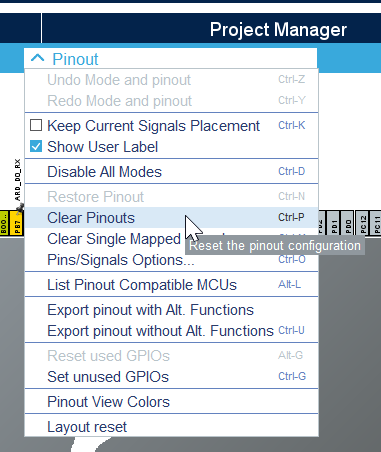 Project Manager
Pinout
Undo Mode and pinout Ctrl-Z
Redo Mode and pinout Ctrl-Y
Keep Current Signals Placement Ctrl-K
Show User Label
Disable All Modes Ctrl-D
Restore Pinout Ctrl-N
Clear Pinouts Ctrl-P
Clear Single Mapped
Reset the pinout configuration
Pins/Signals Options... Ctrl-O
List Pinout Compatible MCUs Alt-L
Export pinout with Alt. Functions
Export pinout without Alt. Functions Ctrl-U
Reset used GPIOs Alt-G
Set unused GPIOs Ctrl-G
Pinout View Colors
Layout reset
ARD_D0_RX
BOO...
PB7
PD1
PD0
PC12
PC11